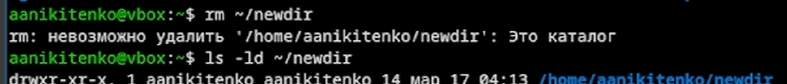 aanikitenko@vbox:~$ rm ~/newdir
rm: невозможно удалить '/home/aanikitenko/newdir': Это каталог
aanikitenko@vbox:~$ ls -ld ~/newdir
drwxr-xr-x. 1 aanikitenko aanikitenko 14 мар 17 04:13 /home/aanikitenko/newdir